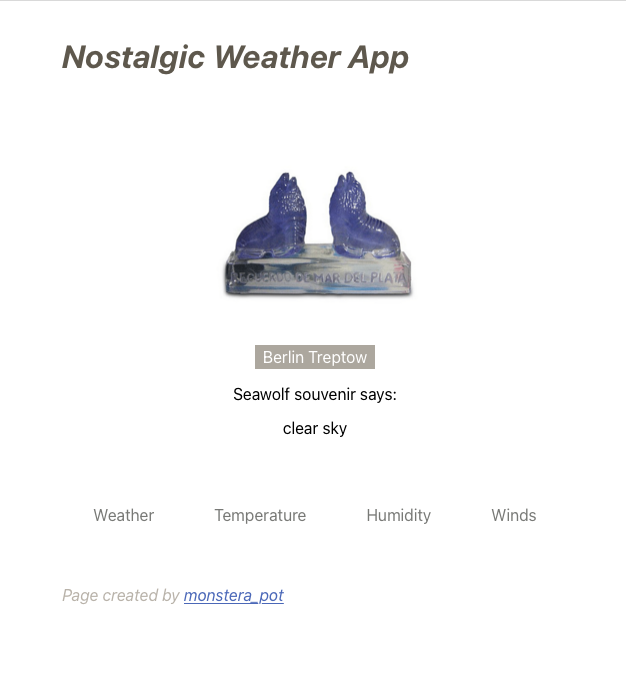 Nostalgic Weather App
RECUERDO DE MAR DEL PLATA
Berlin Treptow
Seawolf souvenir says:
clear sky
Weather Temperature Humidity Winds
Page created by monstera_pot